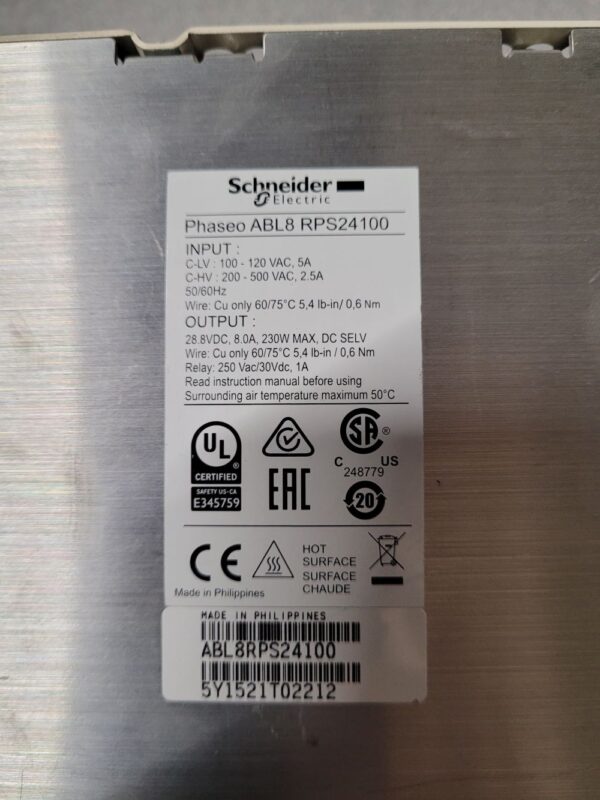 Schneider
Electric
Phaseo ABL8 RPS24100
INPUT :
C-LV : 100 - 120 VAC, 5A
C-HV : 200 - 500 VAC, 2.5A
50/60Hz
Wire: Cu only 60/75°C 5,4 lb-in/ 0,6 Nm
OUTPUT :
28.8VDC, 8.0A, 230W MAX, DC SELV
Wire: Cu only 60/75°C 5,4 lb-in / 0,6 Nm
Relay: 250 Vac/30Vdc, 1A
Read instruction manual before using
Surrounding air temperature maximum 50°C
UL
®
CERTIFIED
SAFETY US-CA
E345759
EAC
SA ®
C US
248779
20
CE
HOT
SURFACE
SURFACE
CHAUDE
Made in Philippines
MADE IN PHILIPPINES
ABL8RPS24100
5Y1521T02212